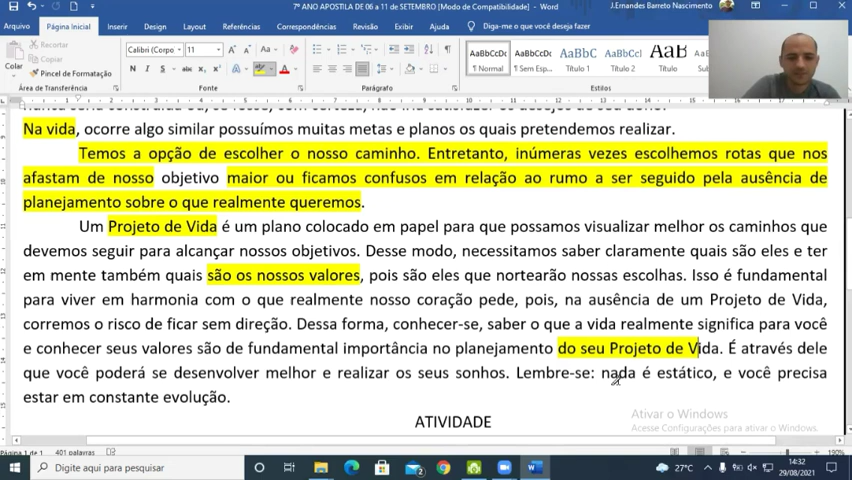 7º ANO APOSTILA DE 06 a 11 de SETEMBRO [Modo de Compatibilidade] - Word
J.Ernandes Barreto Nascimento
Arquivo Página Inicial Inserir Design Layout Referências Correspondências Revisão Exibir Ajuda Diga-me o que você deseja fazer
Colar
Recortar
Copiar
Pincel de Formatação
Área de Transferência
Calibri (Corpo 11
N I S
Fonte
Parágrafo
AaBbCcDc AaBbCcDc AaBbC AaBbCcI AaB
¶ Normal ¶ Sem Esp... Título 1 Título 2 Título
Na vida, ocorre algo similar possuímos muitas metas e planos os quais pretendemos realizar.
Temos a opção de escolher o nosso caminho. Entretanto, inúmeras vezes escolhemos rotas que nos
afastam de nosso objetivo maior ou ficamos confusos em relação ao rumo a ser seguido pela ausência de
planejamento sobre o que realmente queremos.
Um Projeto de Vida é um plano colocado em papel para que possamos visualizar melhor os caminhos que
devemos seguir para alcançar nossos objetivos. Desse modo, necessitamos saber claramente quais são eles e ter
em mente também quais são os nossos valores, pois são eles que nortearão nossas escolhas. Isso é fundamental
para viver em harmonia com o que realmente nosso coração pede, pois, na ausência de um Projeto de Vida,
corremos o risco de ficar sem direção. Dessa forma, conhecer-se, saber o que a vida realmente significa para você
e conhecer seus valores são de fundamental importância no planejamento do seu Projeto de Vida. É através dele
que você poderá se desenvolver melhor e realizar os seus sonhos. Lembre-se: nada é estático, e você precisa
estar em constante evolução.
ATIVIDADE
Ativar o Windows
Acesse Configurações para ativar o Windows.
Página 1 de 1 401 palavras
190%
Digite aqui para pesquisar
27°C
14:32
29/08/2021